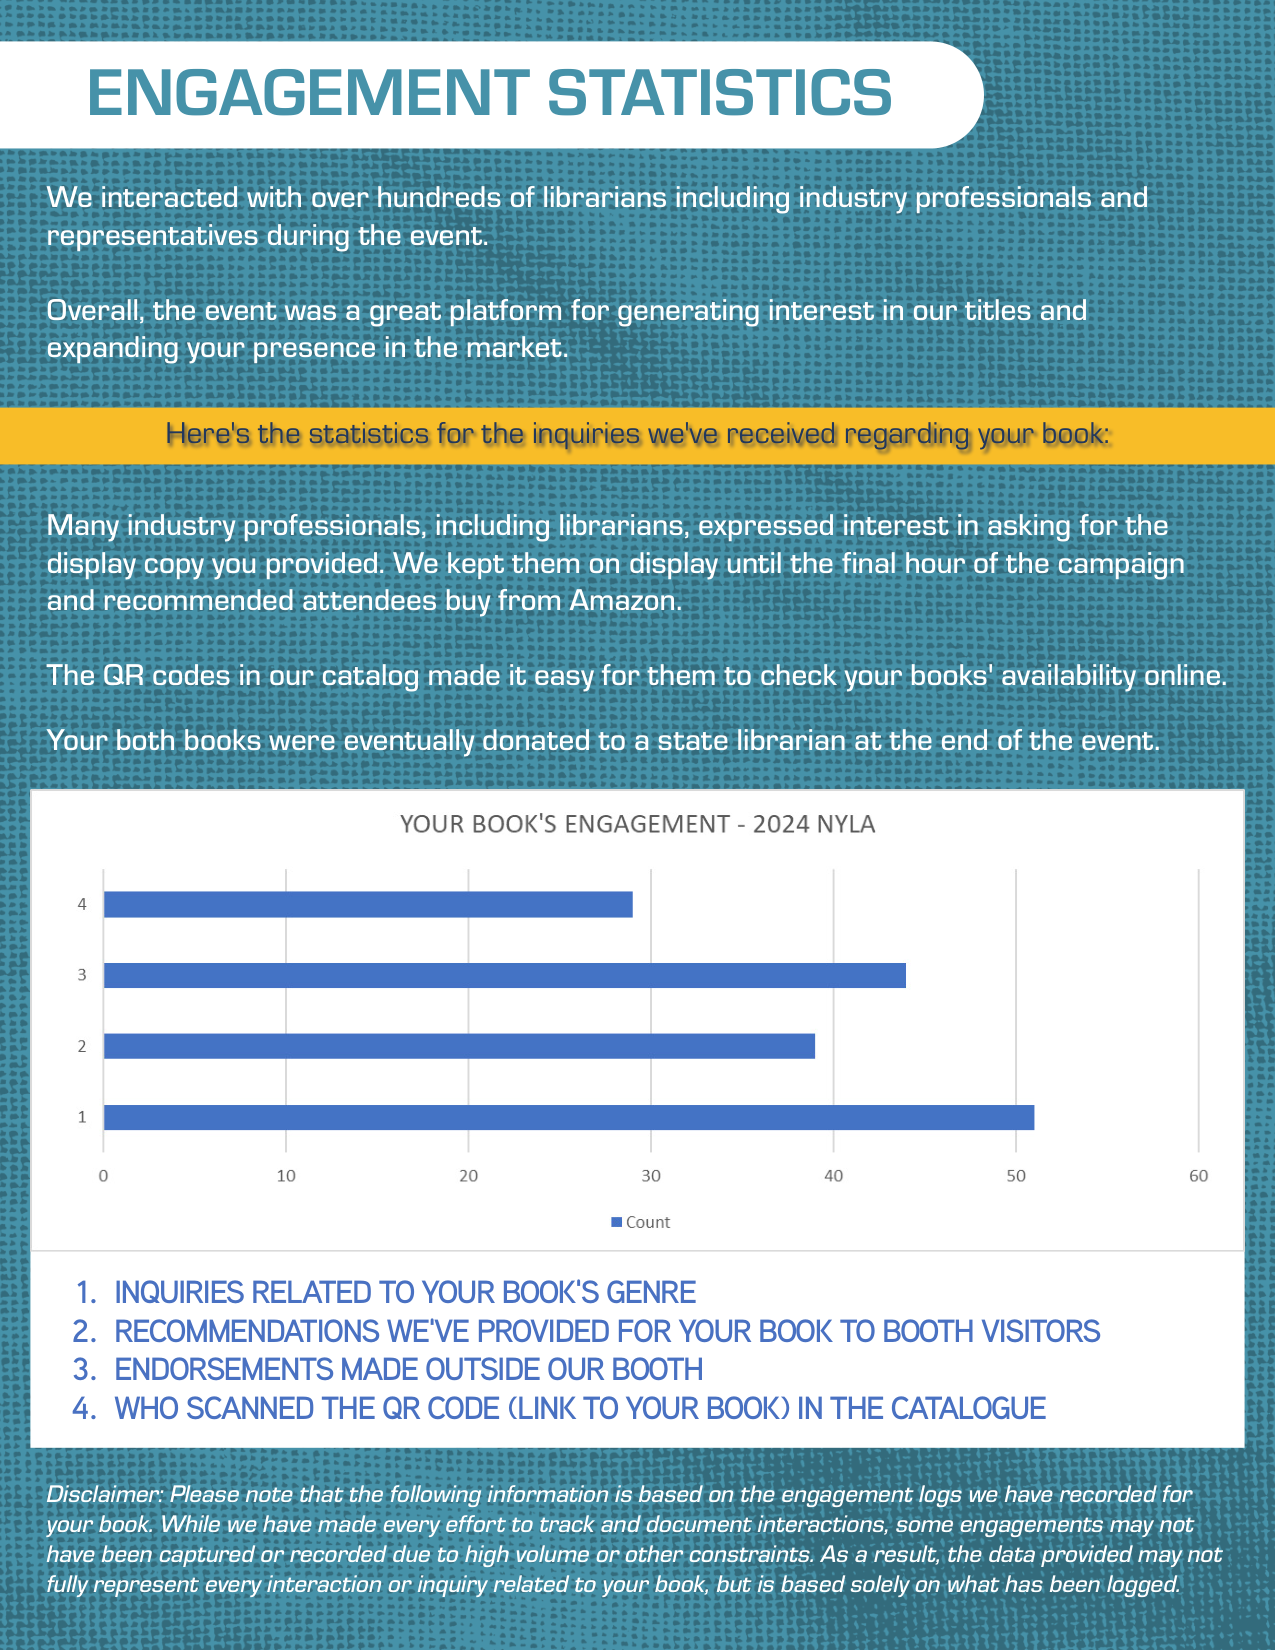 ENGAGEMENT STATISTICS
We interacted with over hundreds of librarians including industry professionals and
representatives during the event.
Overall, the event was a great platform for generating interest in our titles and
expanding your presence in the market.
Here's the statistics for the inquiries we've received regarding your book:
Many industry professionals, including librarians, expressed interest in asking for the
display copy you provided. We kept them on display until the final hour of the campaign
and recommended attendees buy from Amazon.
The QR codes in our catalog made it easy for them to check your books' availability online.
Your both books were eventually donated to a state librarian at the end of the event.
YOUR BOOK'S ENGAGEMENT - 2024 NYLA
4
3
2
1
0 10 20 30 40 50 60
Count
1. INQUIRIES RELATED TO YOUR BOOK'S GENRE
2. RECOMMENDATIONS WE'VE PROVIDED FOR YOUR BOOK TO BOOTH VISITORS
3. ENDORSEMENTS MADE OUTSIDE OUR BOOTH
4. WHO SCANNED THE QR CODE (LINK TO YOUR BOOK) IN THE CATALOGUE
Disclaimer: Please note that the following information is based on the engagement logs we have recorded for
your book. While we have made every effort to track and document interactions, some engagements may not
have been captured or recorded due to high volume or other constraints. As a result, the data provided may not
fully represent every interaction or inquiry related to your book, but is based solely on what has been logged.